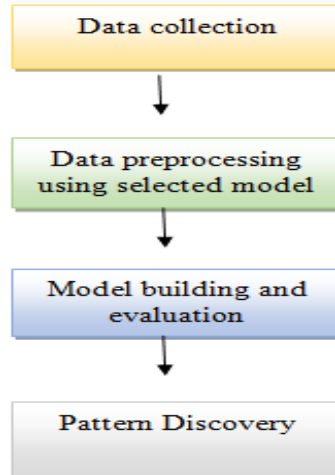 Data collection
Data preprocessing
using selected model
Model building and
evaluation
Pattern Discovery